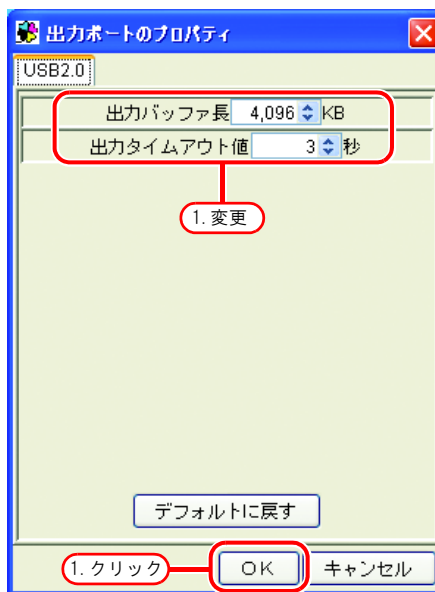 出力ポートのプロパティ
USB2.0
出力バッファ長 4,096 KB
出力タイムアウト値 3 秒
1. 変更
デフォルトに戻す
1. クリック OK キャンセル